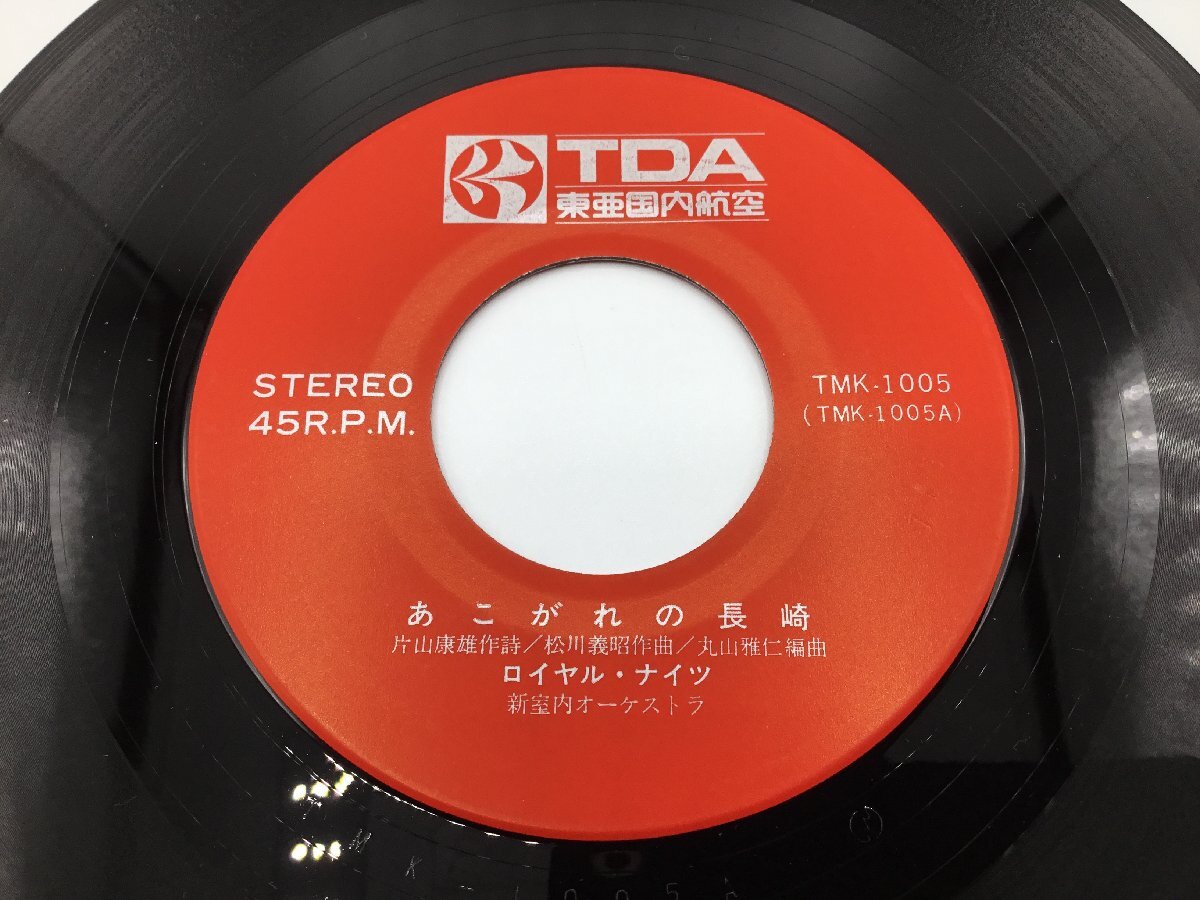 TDA
東亜国内航空
STEREO
45R.P.M.
TMK-1005
(TMK-1005A)
あこがれの長崎
片山康雄作詩/松川義昭作曲/丸山雅仁編曲
ロイヤル・ナイツ
新室内オーケストラ